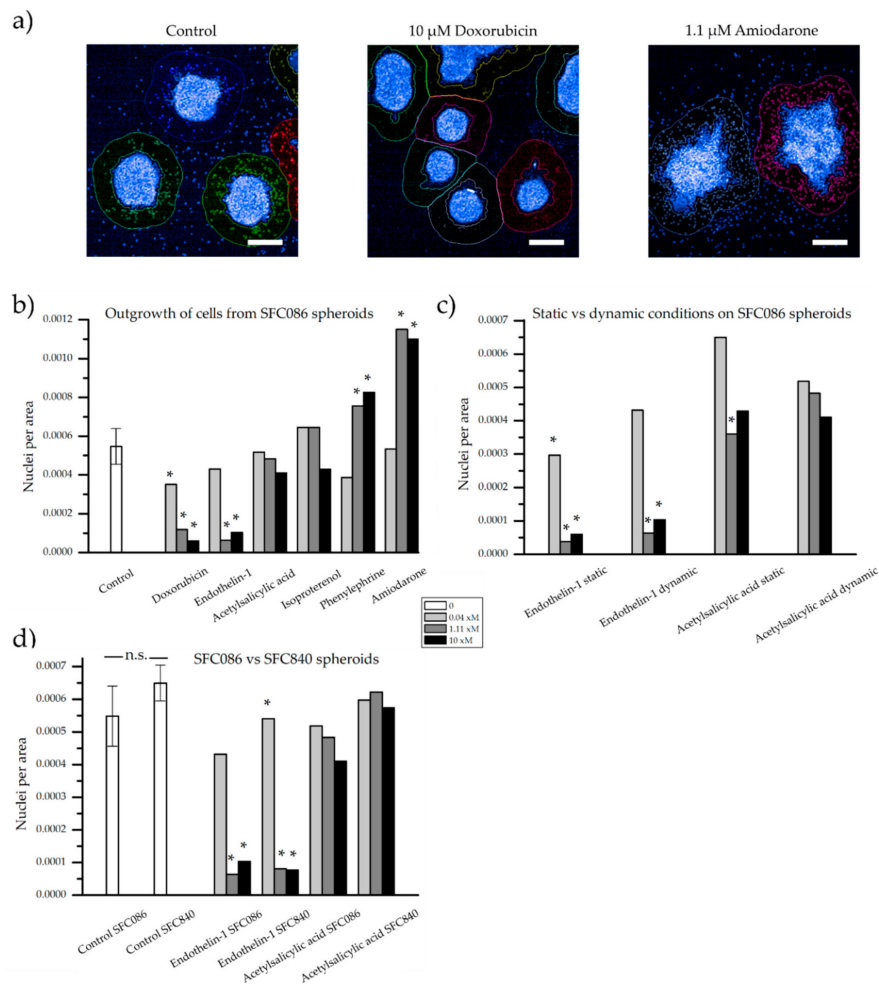 a)
Control
10 μM Doxorubicin
1.1 μM Amiodarone
b)
Outgrowth of cells from SFC086 spheroids
0.0012
0.0010
0.0008
0.0006
0.0004
0.0002
0.0000
Nuclei per area
* * * * * * * * *
Control
Doxorubicin
Endothelin-1
Acetylsalicylic acid
Isoproterenol
Phenylephrine
Amiodarone
c)
Static vs dynamic conditions on SFC086 spheroids
0.0007
0.0006
0.0005
0.0004
0.0003
0.0002
0.0001
0.0000
Nuclei per area
* * * * * *
Endothelin-1 static
Endothelin-1 dynamic
Acetylsalicylic acid static
Acetylsalicylic acid dynamic
0
0.04 xM
1.11 xM
10 xM
d)
n.s.
SFC086 vs SFC840 spheroids
0.0007
0.0006
0.0005
0.0004
0.0003
0.0002
0.0001
0.0000
Nuclei per area
* * * * *
Control SFC086
Control SFC840
Endothelin-1 SFC086
Endothelin-1 SFC840
Acetylsalicylic acid SFC086
Acetylsalicylic acid SFC840